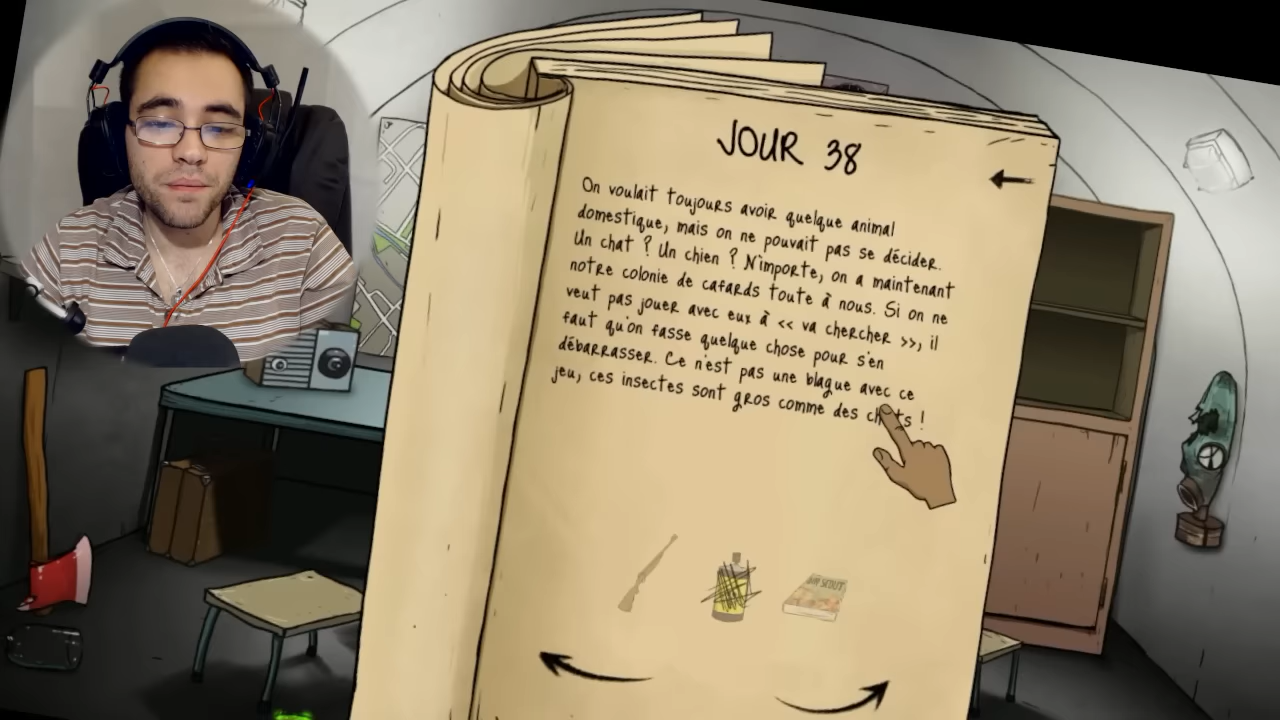 JOUR 38
On voulait toujours avoir quelque animal
domestique, mais on ne pouvait pas se décider.
Un chat ? Un chien ? N'importe, on a maintenant
notre colonie de cafards toute à nous. Si on ne
veut pas jouer avec eux à << va chercher >>, il
faut qu'on fasse quelque chose pour s'en
débarrasser. Ce n'est pas une blague avec ce
jeu, ces insectes sont gros comme des chats !
SCOUT